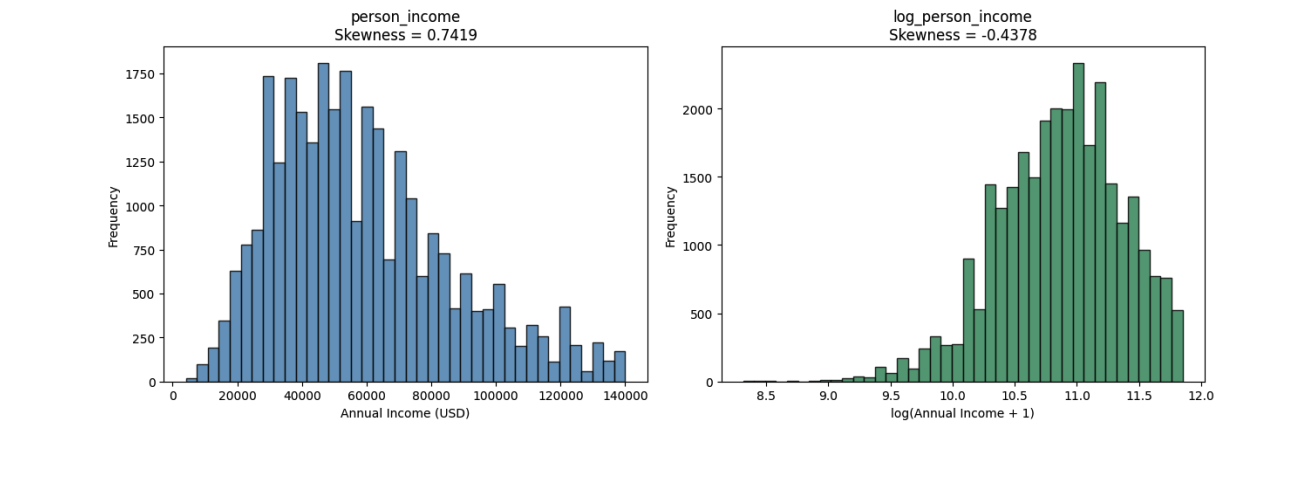 person_income
Skewness = 0.7419
Frequency
1750
1500
1250
1000
750
500
250
0
0 20000 40000 60000 80000 100000 120000 140000
Annual Income (USD)
log_person_income
Skewness = -0.4378
Frequency
2000
1500
1000
500
0
8.5 9.0 9.5 10.0 10.5 11.0 11.5 12.0
log(Annual Income + 1)